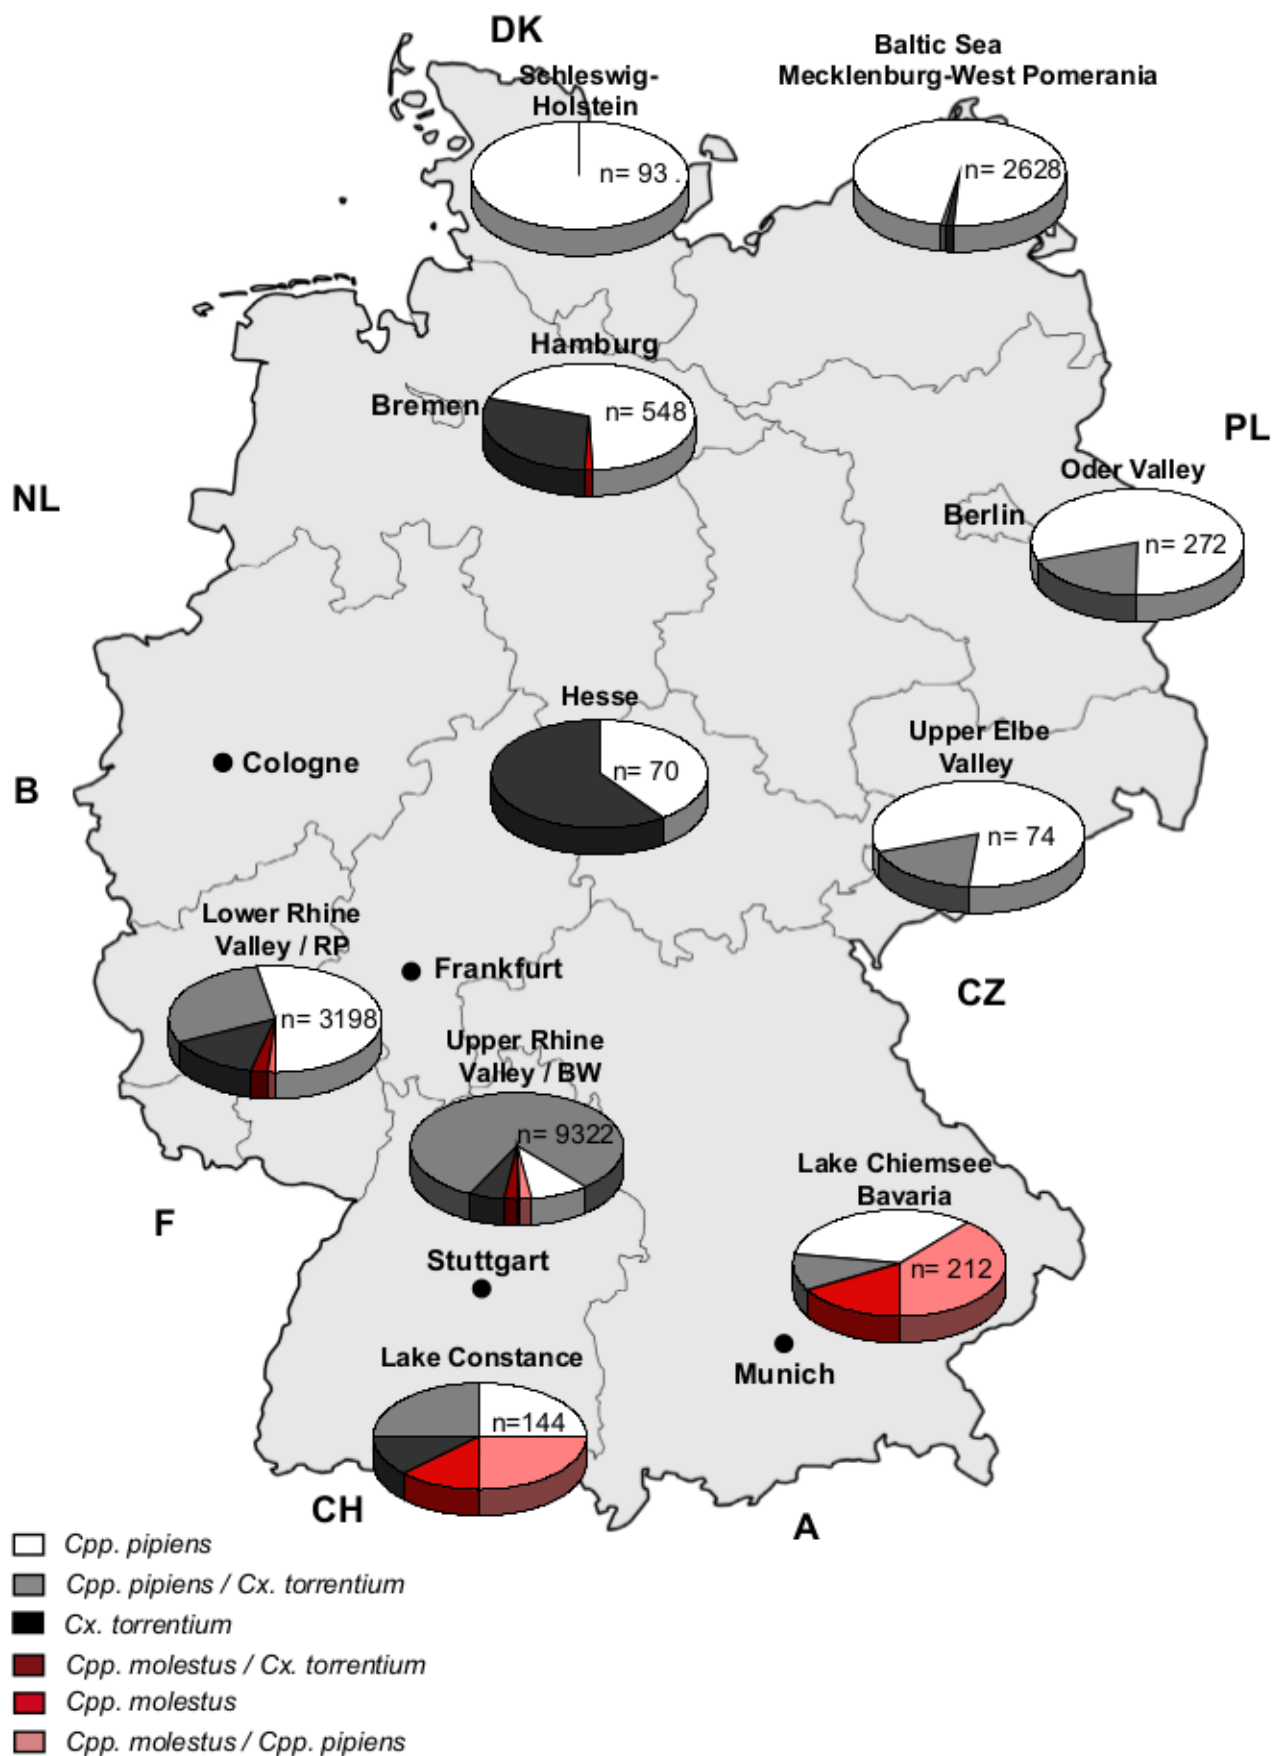 DK
Baltic Sea
Mecklenburg-West Pomerania
Schleswig-
Holstein
n= 93 .
n= 2628
Hamburg
Bremen
n= 548
PL
Oder Valley
NL
Berlin
n= 272
Hesse
Upper Elbe
Valley
Cologne
n= 70
B
n= 74
Lower Rhine
Valley / RP
Frankfurt
CZ
n= 3198
Upper Rhine
Valley / BW
n= 9322
Lake Chiemsee
Bavaria
F
Stuttgart
n= 212
Lake Constance
Munich
n=144
CH
A
Cpp. pipiens
Cpp. pipiens / Cx. torrentium
Cx. torrentium
Cpp. molestus / Cx. torrentium
Cpp. molestus
Cpp. molestus / Cpp. pipiens